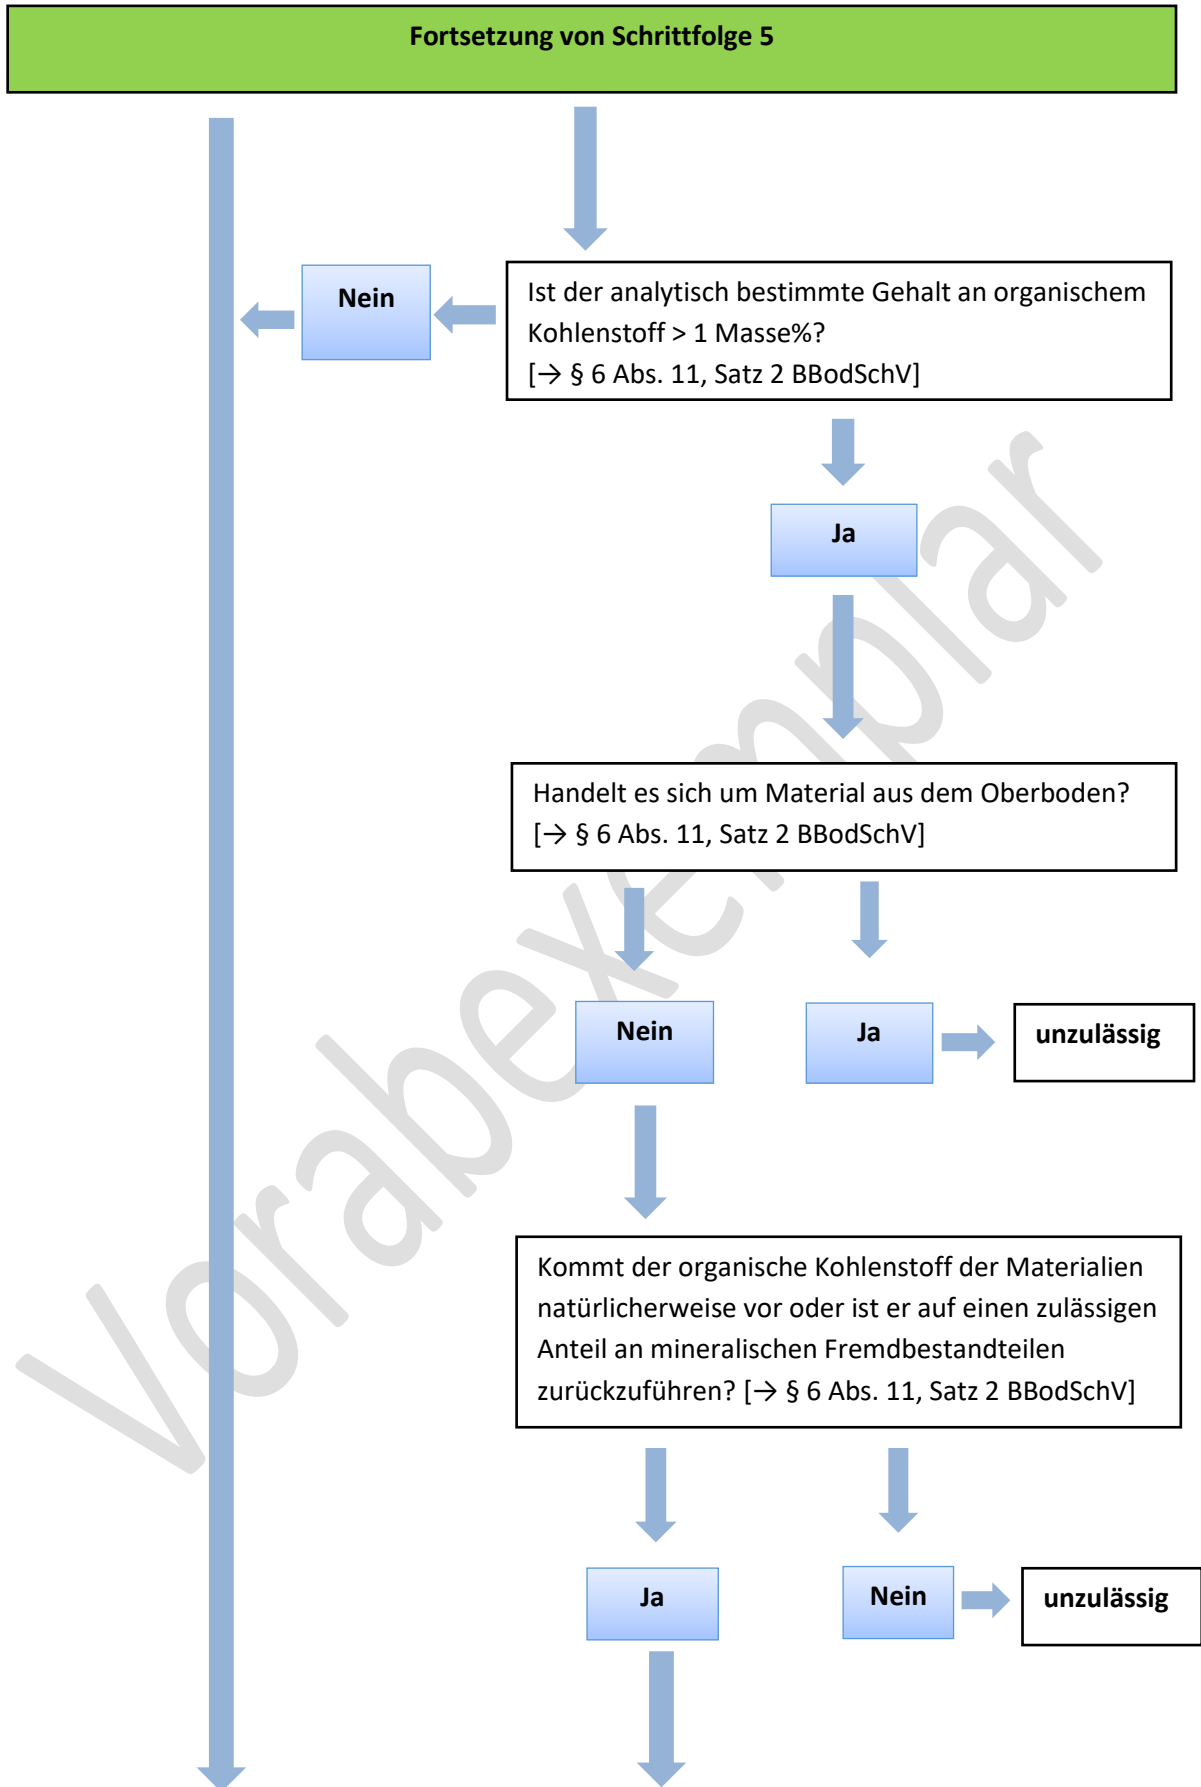 Fortsetzung von Schrittfolge 5
Nein
Ist der analytisch bestimmte Gehalt an organischem
Kohlenstoff > 1 Masse%?
[→ § 6 Abs. 11, Satz 2 BBodSchV]
Ja
Handelt es sich um Material aus dem Oberboden?
[→ § 6 Abs. 11, Satz 2 BBodSchV]
Nein
Ja
unzulässig
Kommt der organische Kohlenstoff der Materialien
natürlicherweise vor oder ist er auf einen zulässigen
Anteil an mineralischen Fremdbestandteilen
zurückzuführen? [→ § 6 Abs. 11, Satz 2 BBodSchV]
Ja
Nein
unzulässig
Vorabexemplar